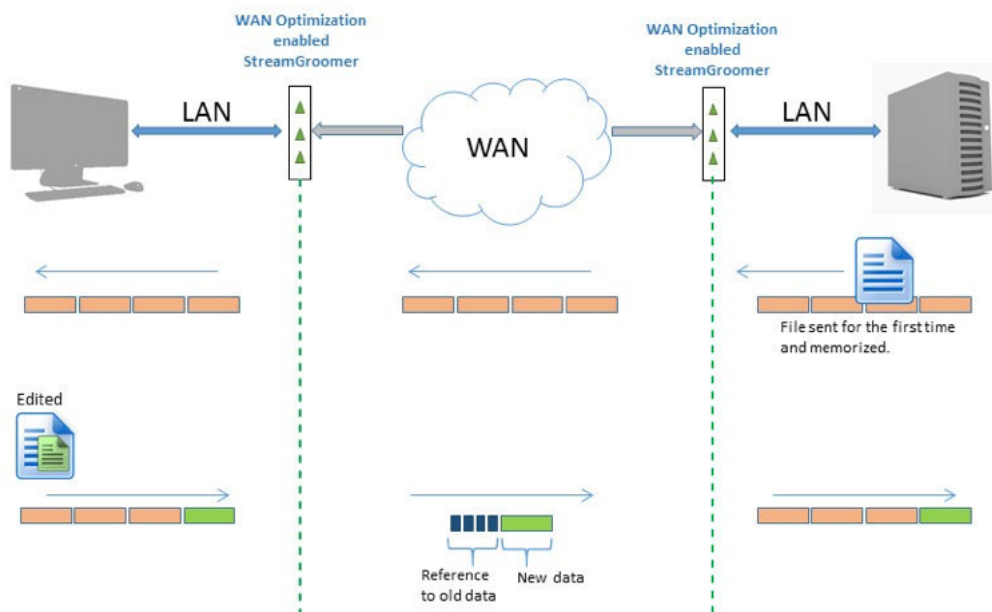 WAN Optimization
enabled
StreamGroomer
WAN Optimization
enabled
StreamGroomer
LAN
WAN
LAN
File sent for the first time
and memorized.
Edited
Reference
to old data
New data